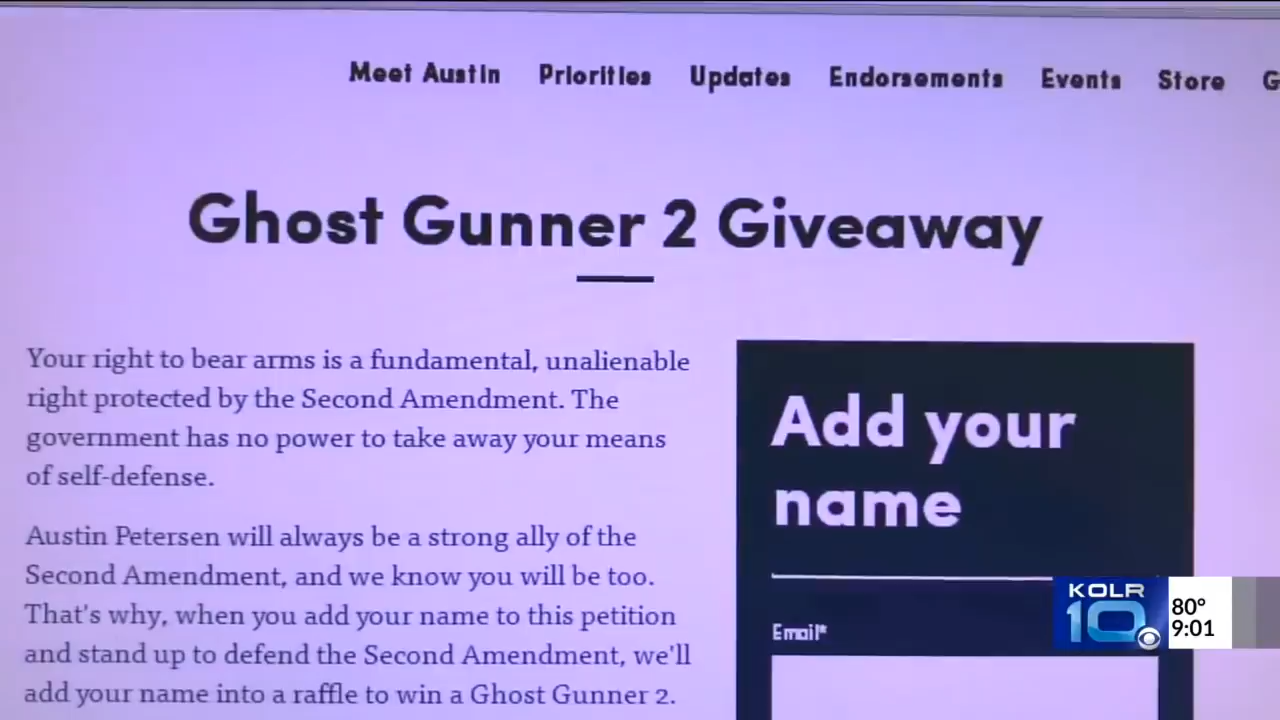 Meet Austin Priorities Updates Endorsements Events Store G
Ghost Gunner 2 Giveaway
Your right to bear arms is a fundamental, unalienable
right protected by the Second Amendment. The
government has no power to take away your means
of self-defense.
Austin Petersen will always be a strong ally of the
Second Amendment, and we know you will be too.
That's why, when you add your name to this petition
and stand up to defend the Second Amendment, we'll
add your name into a raffle to win a Ghost Gunner 2.
Add your
name
Email*
KOLR
10
80°
9:01